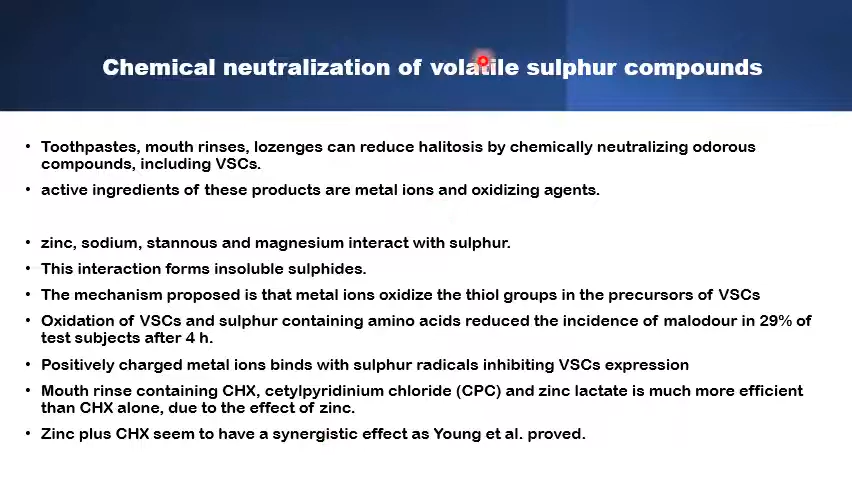 Chemical neutralization of volatile sulphur compounds
• Toothpastes, mouth rinses, lozenges can reduce halitosis by chemically neutralizing odorous
compounds, including VSCs.
• active ingredients of these products are metal ions and oxidizing agents.
• zinc, sodium, stannous and magnesium interact with sulphur.
• This interaction forms insoluble sulphides.
• The mechanism proposed is that metal ions oxidize the thiol groups in the precursors of VSCs
• Oxidation of VSCs and sulphur containing amino acids reduced the incidence of malodour in 29% of
test subjects after 4 h.
• Positively charged metal ions binds with sulphur radicals inhibiting VSCs expression
• Mouth rinse containing CHX, cetylpyridinium chloride (CPC) and zinc lactate is much more efficient
than CHX alone, due to the effect of zinc.
• Zinc plus CHX seem to have a synergistic effect as Young et al. proved.